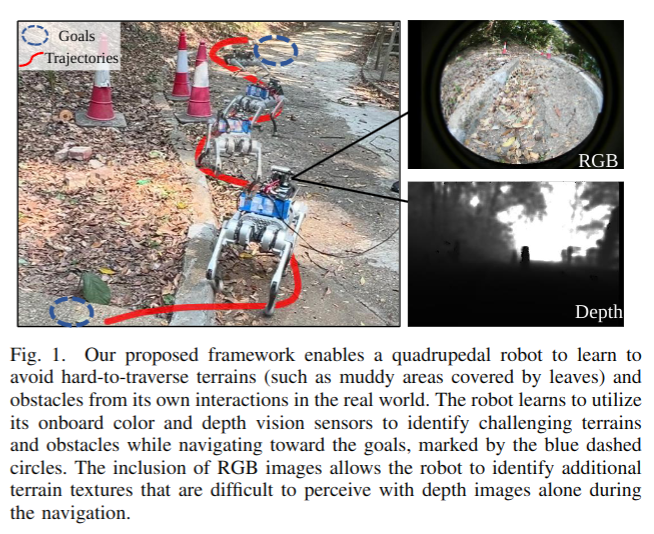 Goals
Trajectories
RGB
Depth
Fig. 1. Our proposed framework enables a quadrupedal robot to learn to
avoid hard-to-traverse terrains (such as muddy areas covered by leaves) and
obstacles from its own interactions in the real world. The robot learns to utilize
its onboard color and depth vision sensors to identify challenging terrains
and obstacles while navigating toward the goals, marked by the blue dashed
circles. The inclusion of RGB images allows the robot to identify additional
terrain textures that are difficult to perceive with depth images alone during
the navigation.